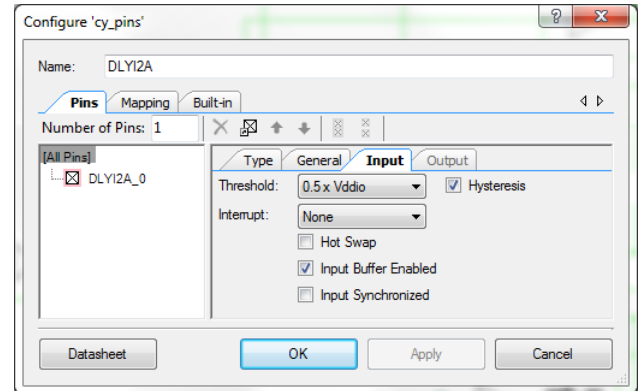 Configure 'cy_pins'
Name: DLYI2A
Pins Mapping Built-in
Number of Pins: 1
[All Pins]
DLYI2A_0
Type General Input Output
Threshold: 0.5 x Vddio Hysteresis
Interrupt: None
Hot Swap
Input Buffer Enabled
Input Synchronized
Datasheet OK Apply Cancel